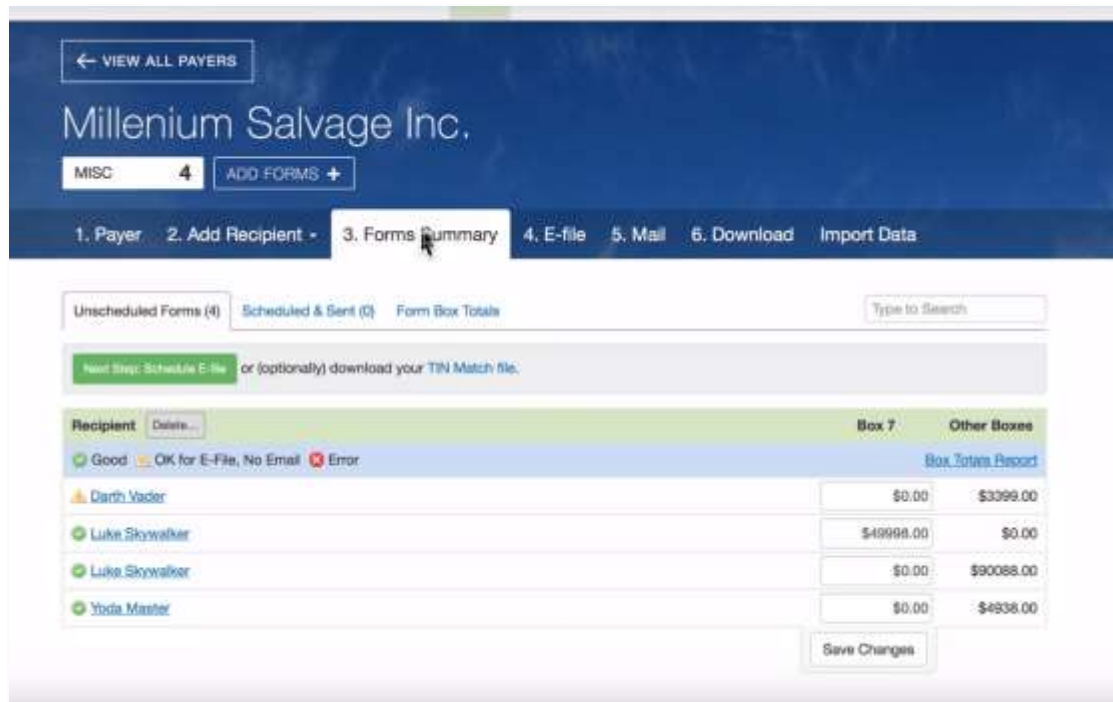 ← VIEW ALL PAYERS
Millenium Salvage Inc.
MISC 4 ADD FORMS +
1. Payer 2. Add Recipient 3. Forms Summary 4. E-file 5. Mail 6. Download Import Data
Unscheduled Forms (4) Scheduled & Sent (0) Form Box Totals Type to Search
Next Step: Schedule E-file or (optionally) download your TIN Match file.
Recipient Delete... Box 7 Other Boxes
Good OK for E-File, No Email Error Box Totals Report
Darth Vader $0.00 $3399.00
Luke Skywalker $49998.00 $0.00
Luke Skywalker $0.00 $90088.00
Yoda Master $0.00 $4938.00
Save Changes